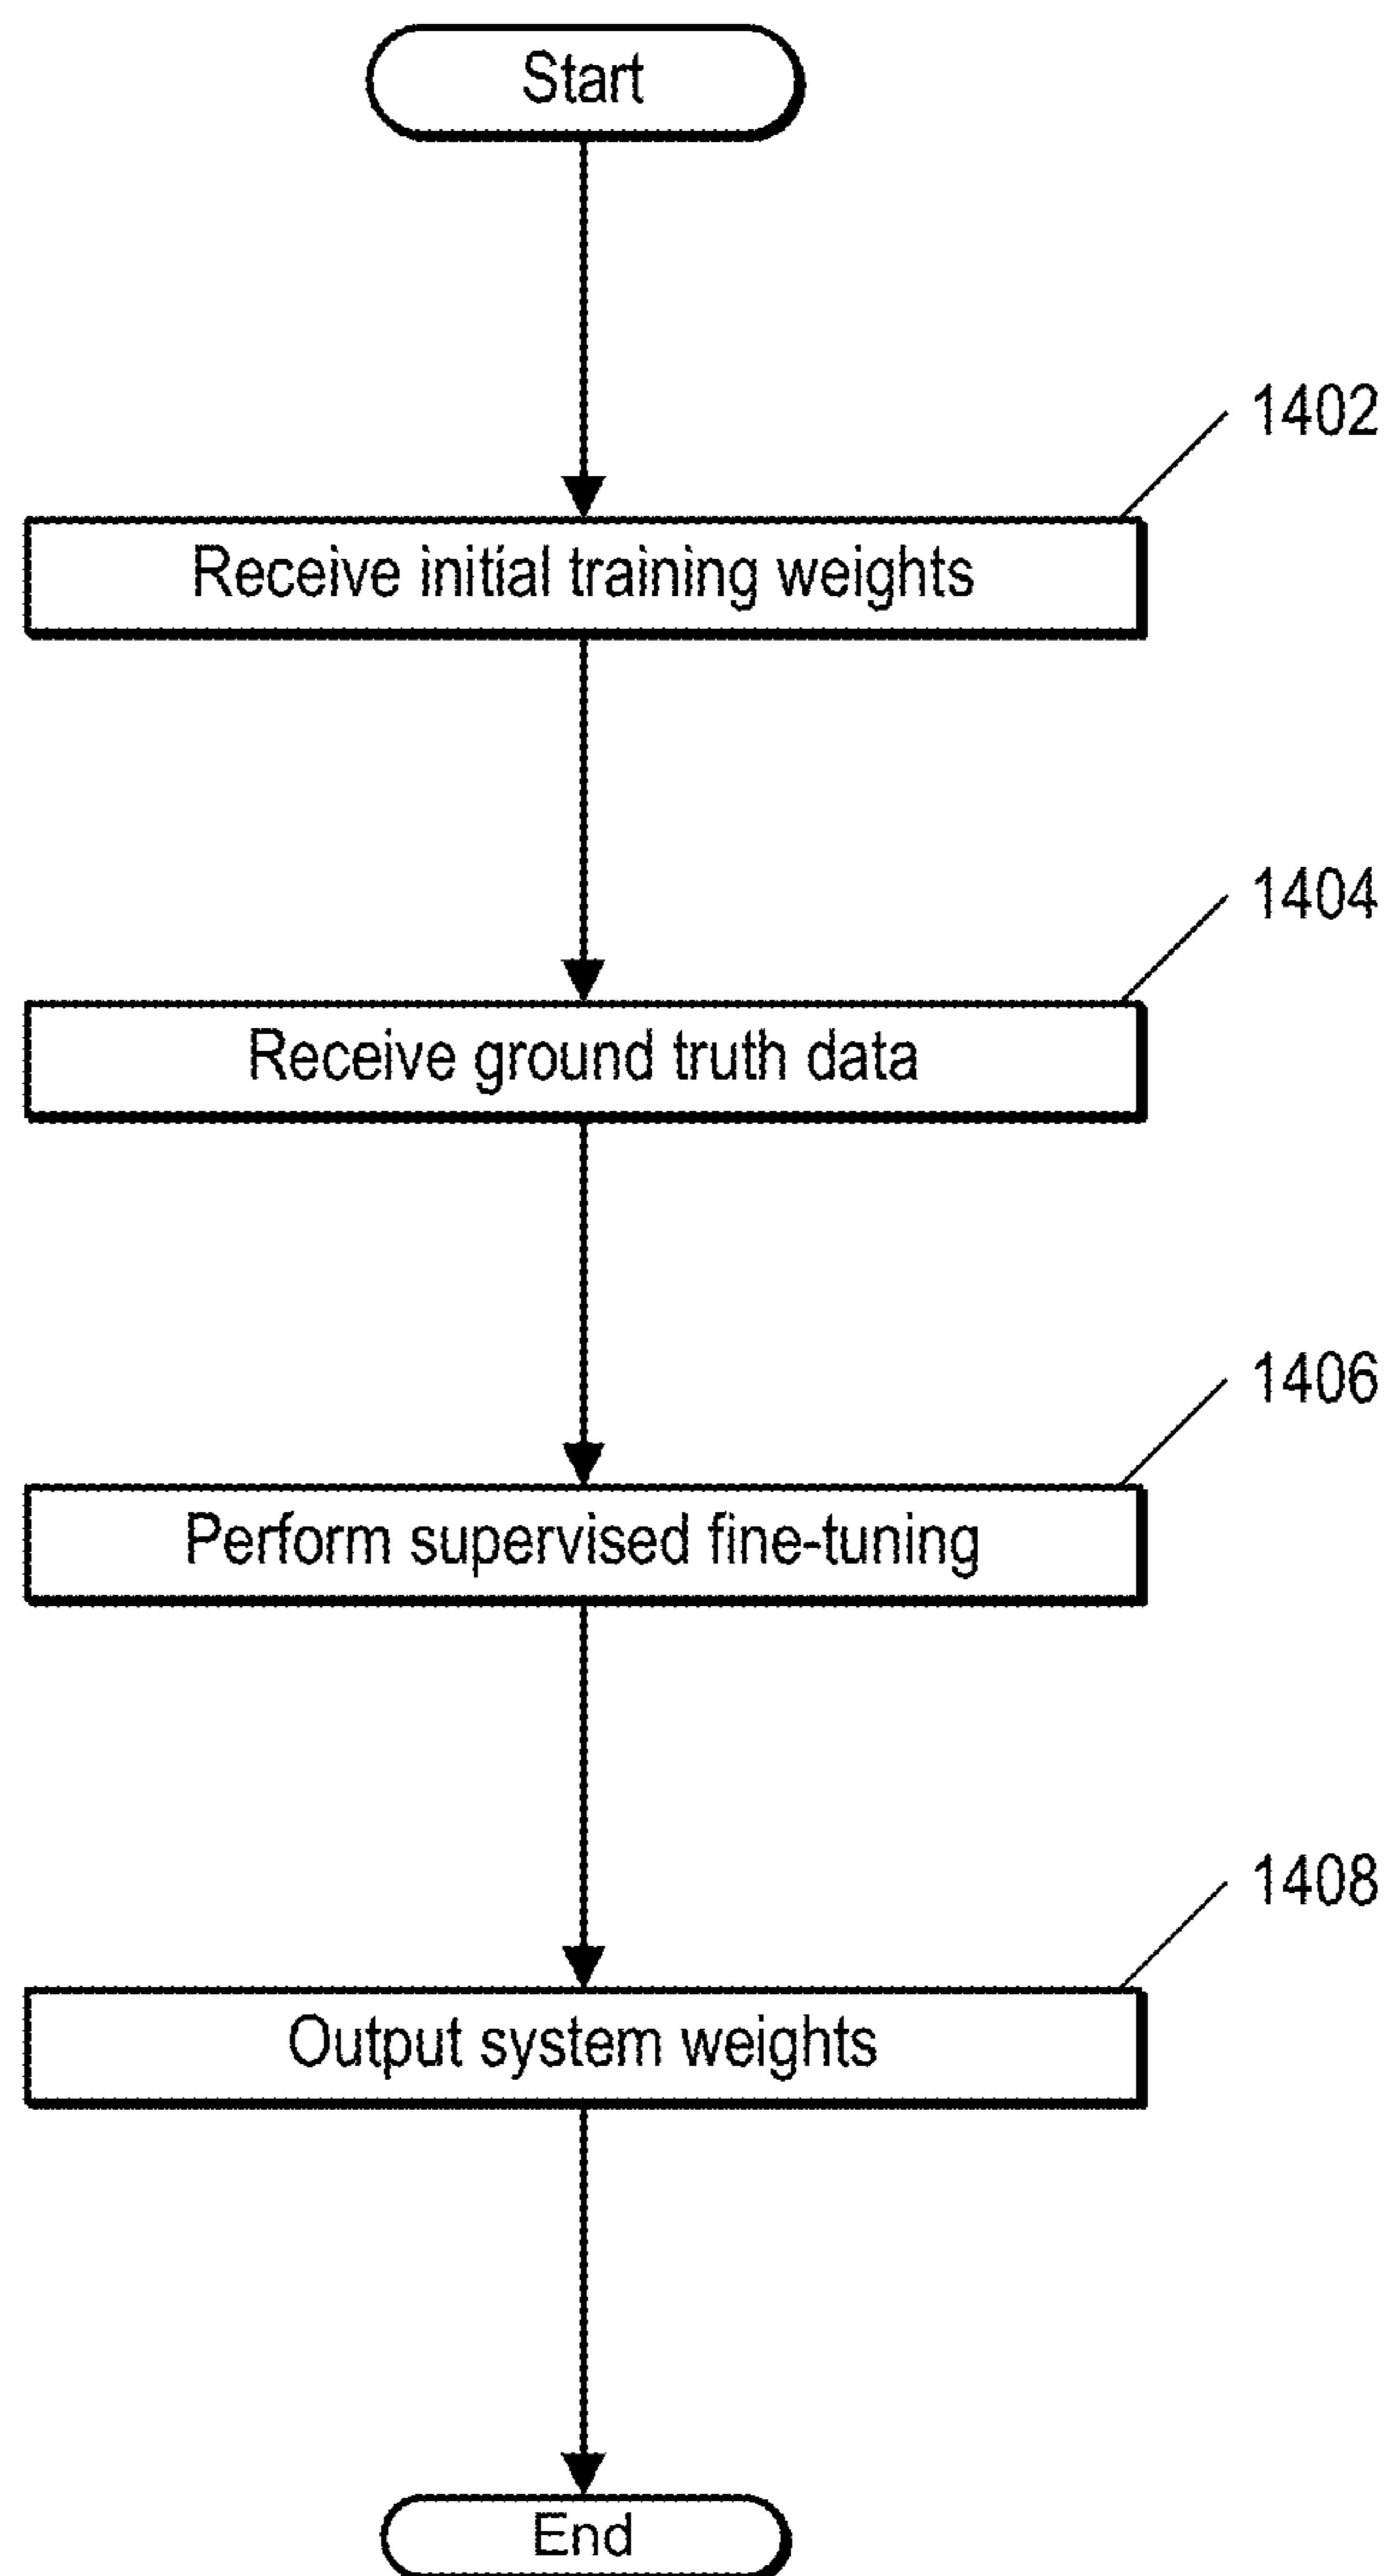 Start
1402
Receive initial training weights
1404
Receive ground truth data
1406
Perform supervised fine-tuning
1408
Output system weights
End